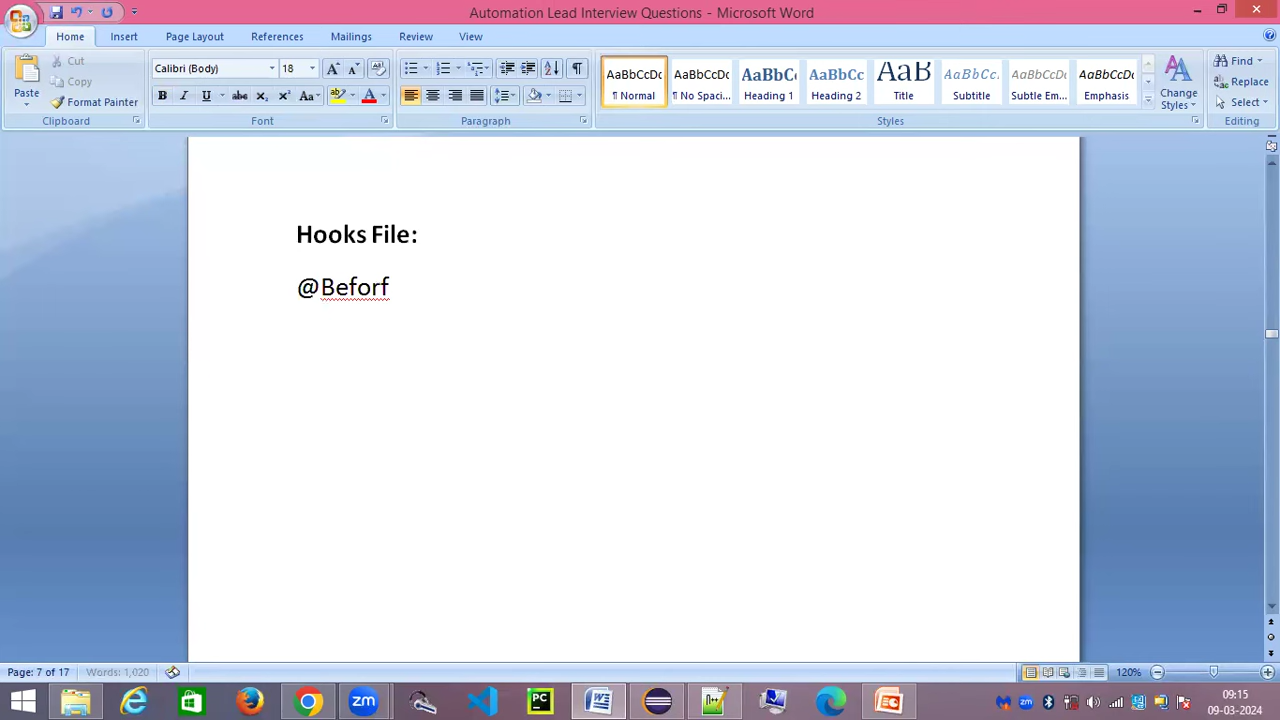 Automation Lead Interview Questions - Microsoft Word
Home Insert Page Layout References Mailings Review View
Paste
Cut
Copy
Format Painter
Clipboard
Calibri (Body) 18
Font
Paragraph
AaBbCcDc AaBbCcDc AaBbCc AaBbCc AaB AaBbCc. AaBbCcDc AaBbCcDc
¶ Normal ¶ No Spaci... Heading 1 Heading 2 Title Subtitle Subtle Em... Emphasis
Change Styles
Styles
Find
Replace
Select
Editing
Hooks File:
@Beforf
Page: 7 of 17 Words: 1,020
120%
09:15
09-03-2024